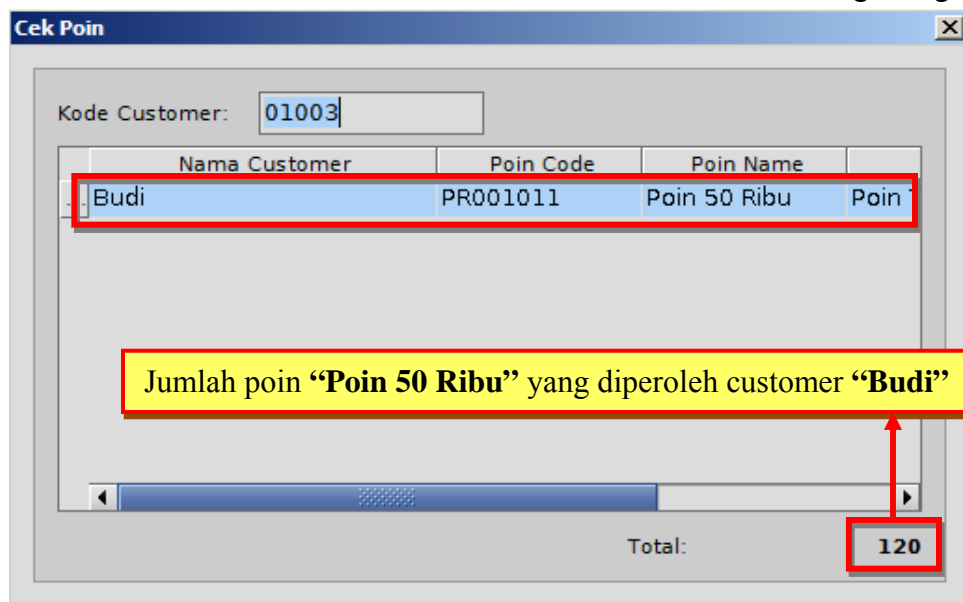 Cek Poin
Kode Customer: 01003
Nama Customer Poin Code Poin Name
... Budi PR001011 Poin 50 Ribu Poin
Jumlah poin “Poin 50 Ribu” yang diperoleh customer “Budi”
Total: 120